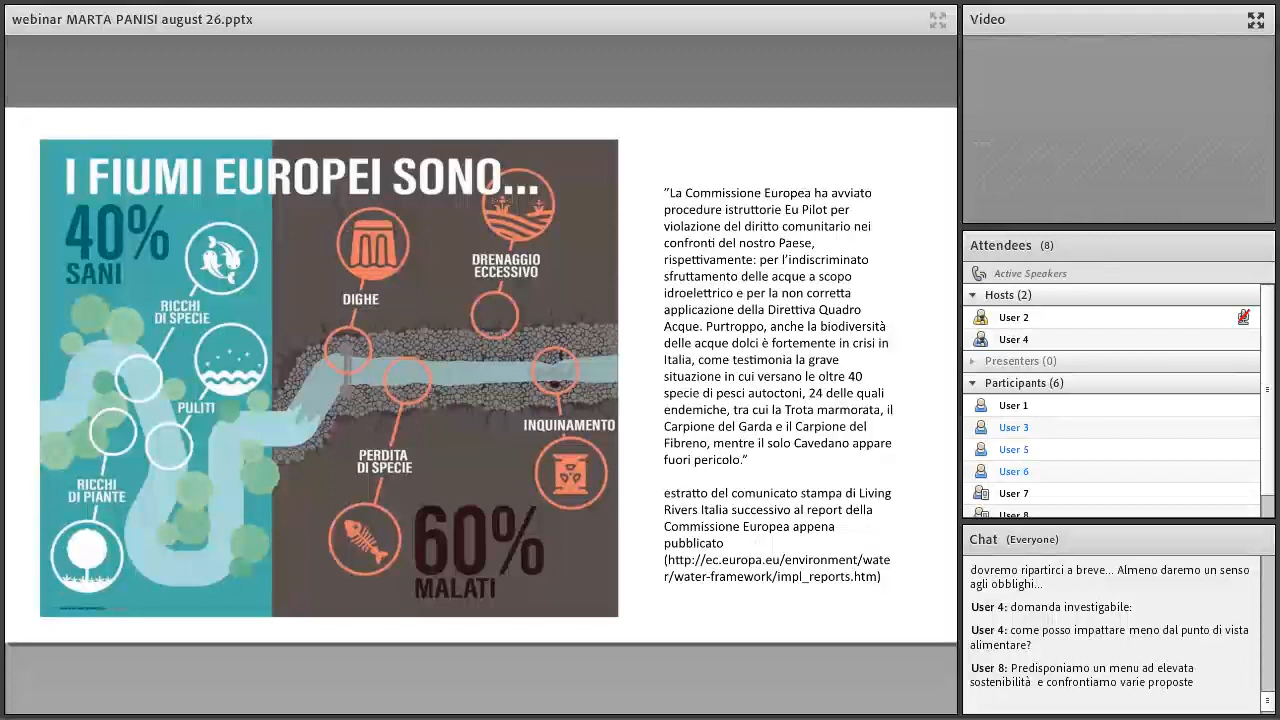 webinar MARTA PANISI august 26.pptx
I FIUMI EUROPEI SONO...
40%
SANI
RICCHI
DI SPECIE
PULITI
RICCHI
DI PIANTE
DIGHE
DRENAGGIO
ECCESSIVO
INQUINAMENTO
PERDITA
DI SPECIE
60%
MALATI
"La Commissione Europea ha avviato
procedure istruttorie Eu Pilot per
violazione del diritto comunitario nei
confronti del nostro Paese,
rispettivamente: per l'indiscriminato
sfruttamento delle acque a scopo
idroelettrico e per la non corretta
applicazione della Direttiva Quadro
Acque. Purtroppo, anche la biodiversità
delle acque dolci è fortemente in crisi in
Italia, come testimonia la grave
situazione in cui versano le oltre 40
specie di pesci autoctoni, 24 delle quali
endemiche, tra cui la Trota marmorata, il
Carpione del Garda e il Carpione del
Fibreno, mentre il solo Cavedano appare
fuori pericolo."
estratto del comunicato stampa di Living
Rivers Italia successivo al report della
Commissione Europea appena
pubblicato
(http://ec.europa.eu/environment/wate
r/water-framework/impl_reports.htm)
Video
Attendees (8)
Active Speakers
Hosts (2)
User 2
User 4
Presenters (0)
Participants (6)
User 1
User 3
User 5
User 6
User 7
User 8
Chat (Everyone)
dovremo ripartirci a breve... Almeno daremo un senso
agli obblighi...
User 4: domanda investigabile:
User 4: come posso impattare meno dal punto di vista
alimentare?
User 8: Predisponiamo un menu ad elevata
sostenibilità e confrontiamo varie proposte